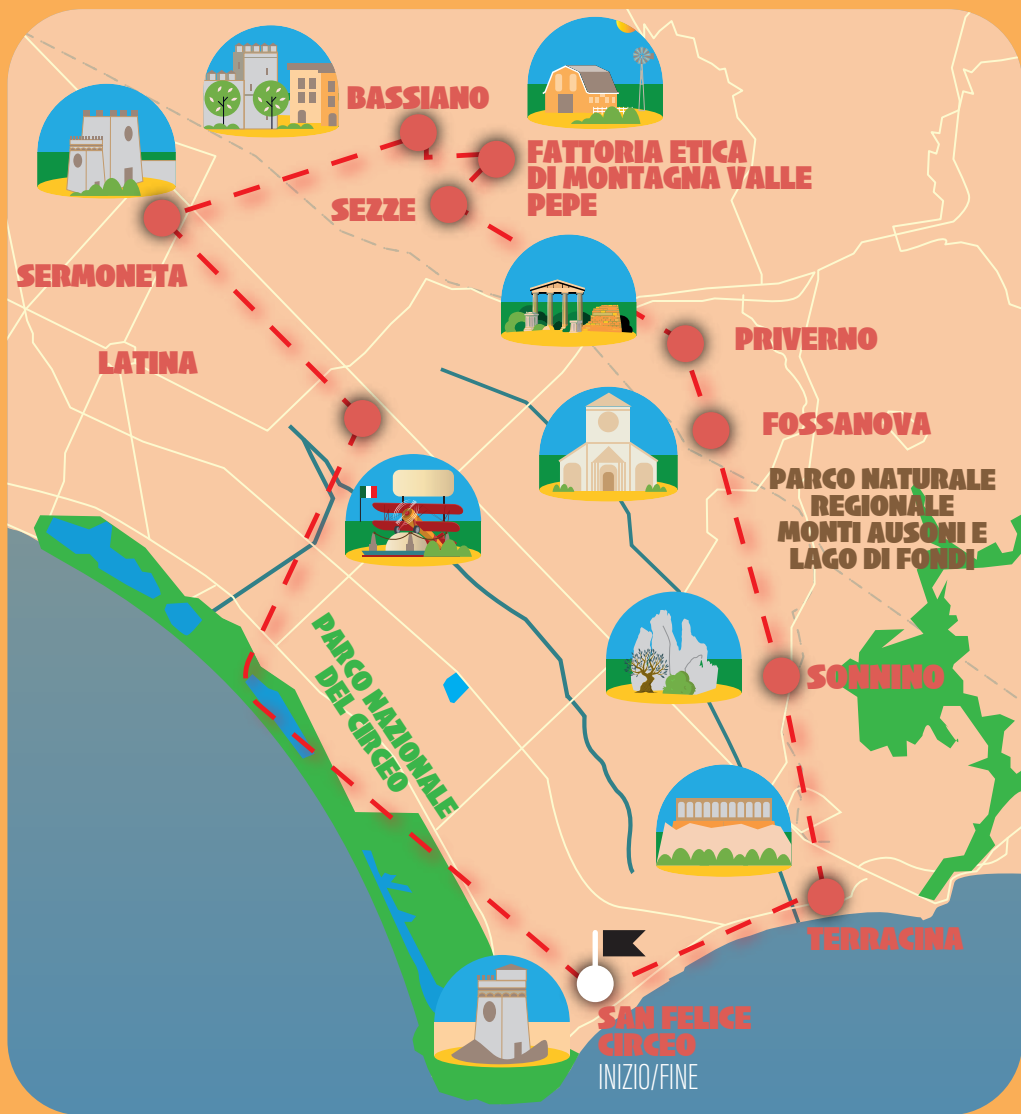 BASSIANO
FATTORIA ETICA
DI MONTAGNA VALLE
PEPE
SEZZE
SERMONETA
LATINA
PRIVERNO
FOSSANOVA
PARCO NATURALE
REGIONALE
MONTI AUSONI E
LAGO DI FONDI
PARCO NAZIONALE
DEL CIRCEO
SONNINO
TERRACINA
SAN FELICE
CIRCEO
INIZIO/FINE